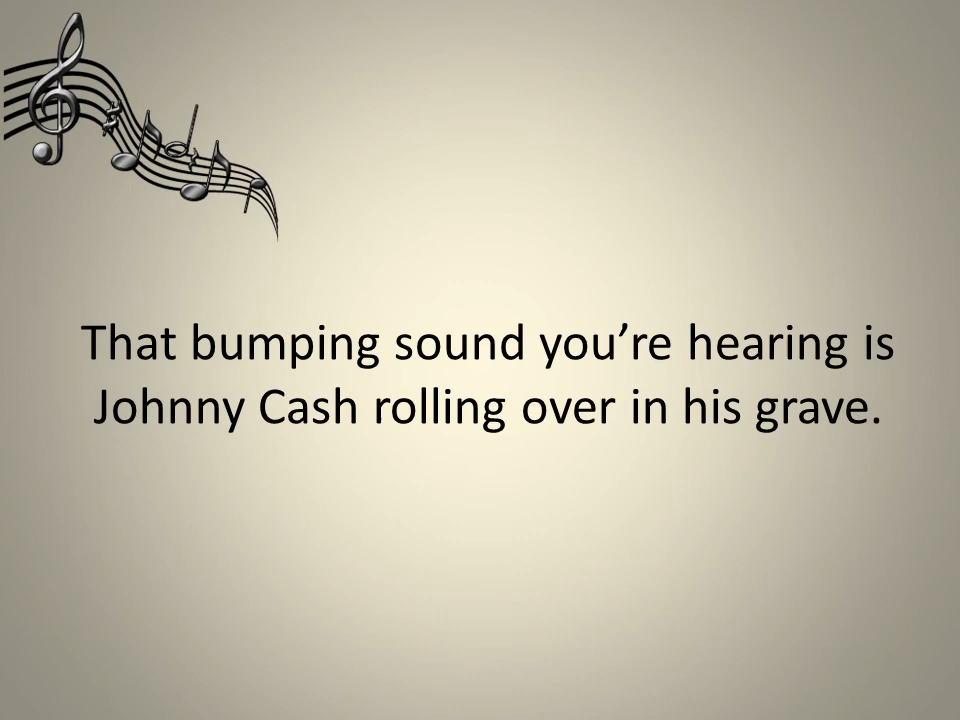 That bumping sound you’re hearing is
Johnny Cash rolling over in his grave.